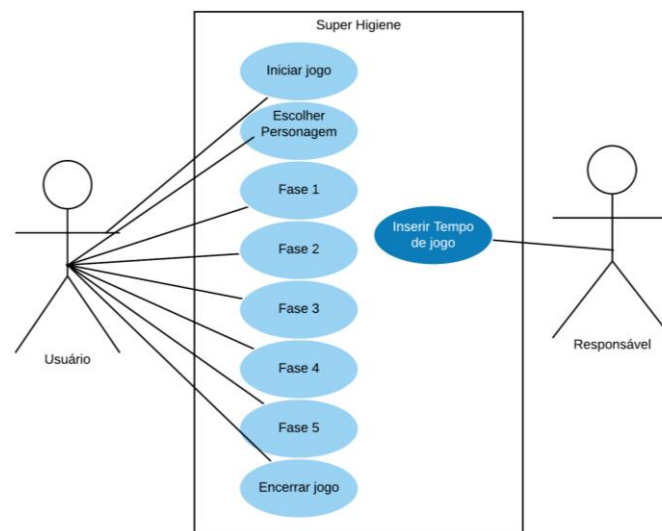 Super Higiene
Iniciar jogo
Escolher
Personagem
Fase 1
Fase 2
Fase 3
Fase 4
Fase 5
Encerrar jogo
Inserir Tempo
de jogo
Usuário
Responsável